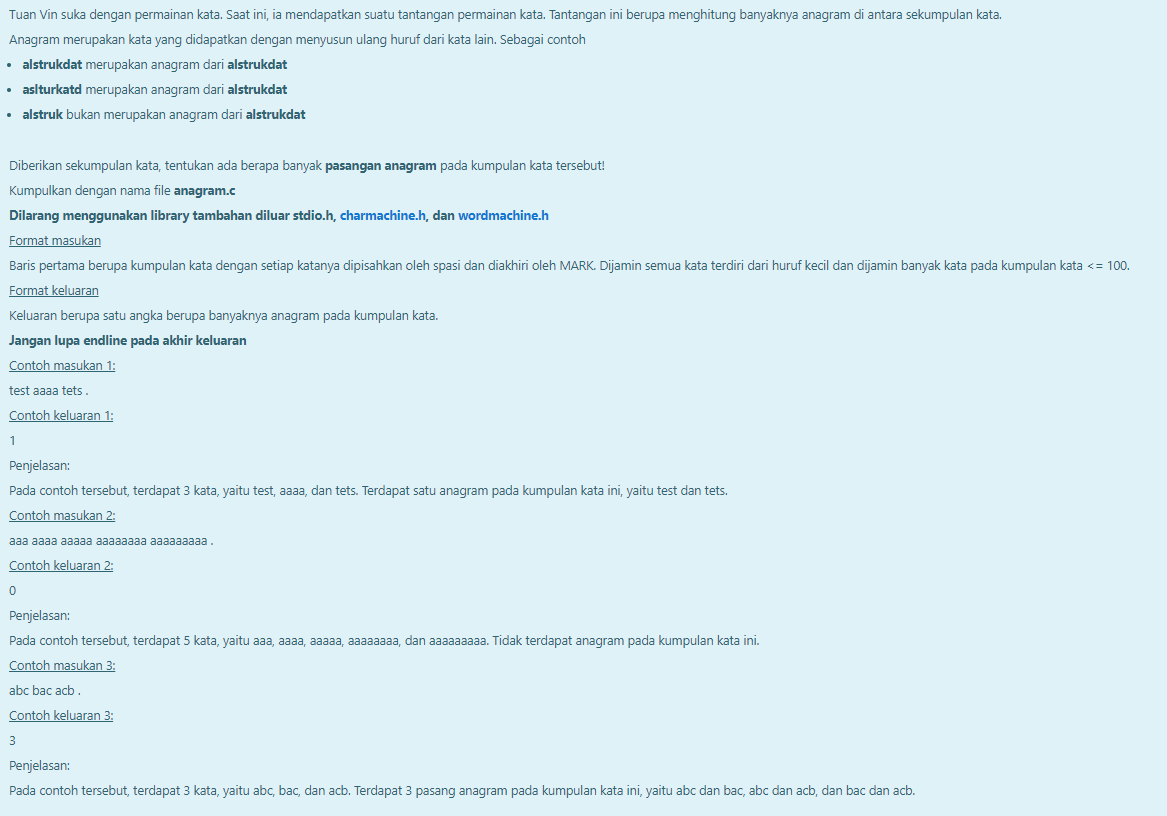 Tuan Vin suka dengan permainan kata. Saat ini, ia mendapatkan suatu tantangan permainan kata. Tantangan ini berupa menghitung banyaknya anagram di antara sekumpulan kata.
Anagram merupakan kata yang didapatkan dengan menyusun ulang huruf dari kata lain. Sebagai contoh
• alstrukdat merupakan anagram dari alstrukdat
• aslturkatd merupakan anagram dari alstrukdat
• alstruk bukan merupakan anagram dari alstrukdat
Diberikan sekumpulan kata, tentukan ada berapa banyak pasangan anagram pada kumpulan kata tersebut!
Kumpulkan dengan nama file anagram.c
Dilarang menggunakan library tambahan diluar stdio.h, charmachine.h, dan wordmachine.h
Format masukan
Baris pertama berupa kumpulan kata dengan setiap katanya dipisahkan oleh spasi dan diakhiri oleh MARK. Dijamin semua kata terdiri dari huruf kecil dan dijamin banyak kata pada kumpulan kata <= 100.
Format keluaran
Keluaran berupa satu angka berupa banyaknya anagram pada kumpulan kata.
Jangan lupa endline pada akhir keluaran
Contoh masukan 1:
test aaaa tets .
Contoh keluaran 1:
1
Penjelasan:
Pada contoh tersebut, terdapat 3 kata, yaitu test, aaaa, dan tets. Terdapat satu anagram pada kumpulan kata ini, yaitu test dan tets.
Contoh masukan 2:
aaa aaaa aaaaa aaaaaaaa aaaaaaaaa .
Contoh keluaran 2:
0
Penjelasan:
Pada contoh tersebut, terdapat 5 kata, yaitu aaa, aaaa, aaaaa, aaaaaaaa, dan aaaaaaaaa. Tidak terdapat anagram pada kumpulan kata ini.
Contoh masukan 3:
abc bac acb .
Contoh keluaran 3:
3
Penjelasan:
Pada contoh tersebut, terdapat 3 kata, yaitu abc, bac, dan acb. Terdapat 3 pasang anagram pada kumpulan kata ini, yaitu abc dan bac, abc dan acb, dan bac dan acb.